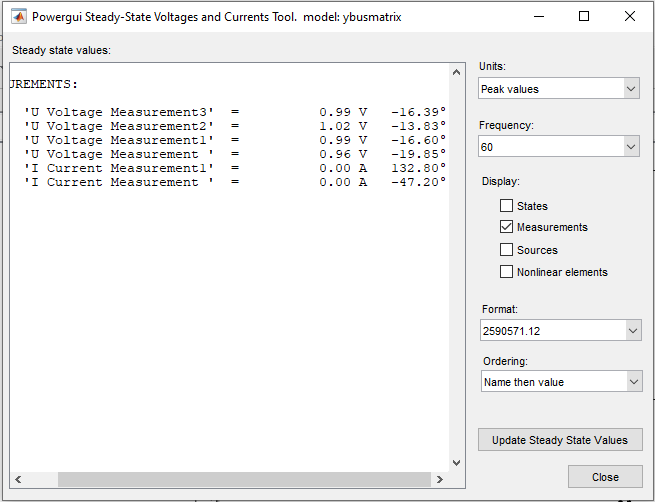 Powergui Steady-State Voltages and Currents Tool. model: ybusmatrix
Steady state values:
UREMENTS:
'U Voltage Measurement3' = 0.99 V -16.39°
'U Voltage Measurement2' = 1.02 V -13.83°
'U Voltage Measurement1' = 0.99 V -16.60°
'U Voltage Measurement ' = 0.96 V -19.85°
'I Current Measurement1' = 0.00 A 132.80°
'I Current Measurement ' = 0.00 A -47.20°
Units:
Peak values
Frequency:
60
Display:
States
Measurements
Sources
Nonlinear elements
Format:
2590571.12
Ordering:
Name then value
Update Steady State Values
Close